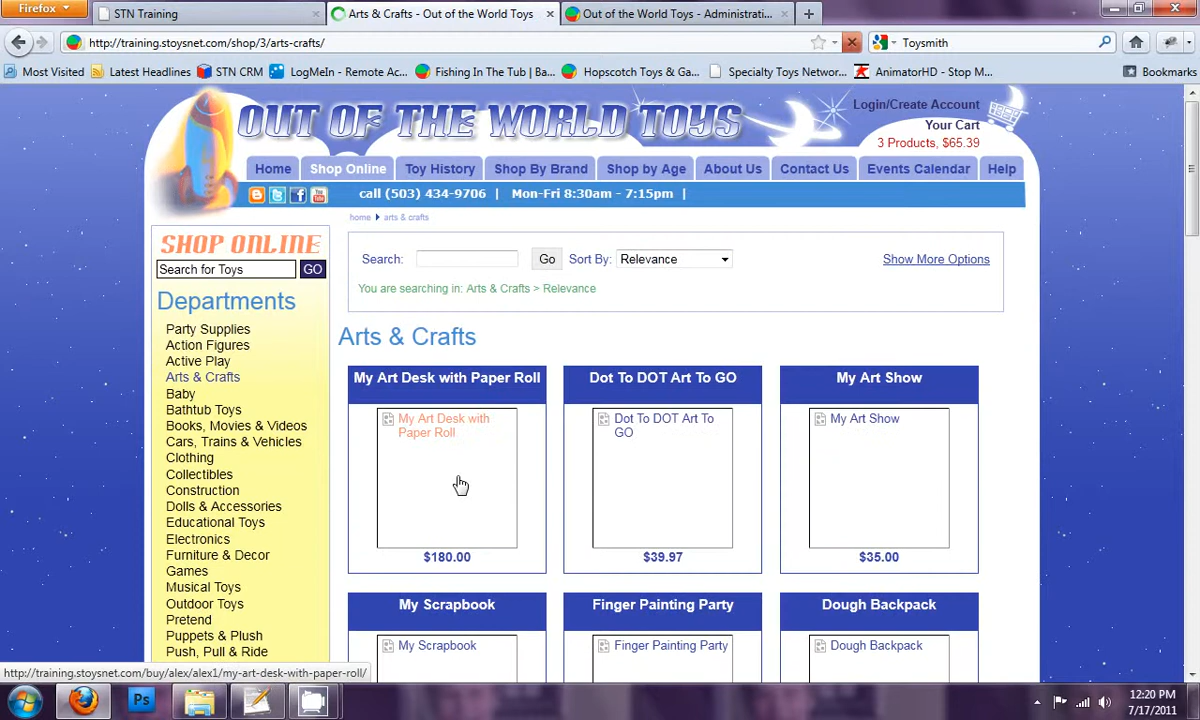 Firefox
STN Training
Arts & Crafts - Out of the World Toys
Out of the World Toys - Administrati...
http://training.stoysnet.com/shop/3/arts-crafts/
Toysmith
Most Visited
Latest Headlines
STN CRM
LogMeIn - Remote Ac...
Fishing In The Tub | Ba...
Hopscotch Toys & Ga...
Specialty Toys Networ...
AnimatorHD - Stop M...
Bookmarks
OUT OF THE WORLD TOYS
Login/Create Account
Your Cart
3 Products, $65.39
Home
Shop Online
Toy History
Shop By Brand
Shop by Age
About Us
Contact Us
Events Calendar
Help
call (503) 434-9706 | Mon-Fri 8:30am - 7:15pm |
home
arts & crafts
SHOP ONLINE
Search for Toys
GO
Departments
Party Supplies
Action Figures
Active Play
Arts & Crafts
Baby
Bathtub Toys
Books, Movies & Videos
Cars, Trains & Vehicles
Clothing
Collectibles
Construction
Dolls & Accessories
Educational Toys
Electronics
Furniture & Decor
Games
Musical Toys
Outdoor Toys
Pretend
Puppets & Plush
Push, Pull & Ride
Search:
Go
Sort By:
Relevance
Show More Options
You are searching in: Arts & Crafts > Relevance
Arts & Crafts
My Art Desk with Paper Roll
My Art Desk with
Paper Roll
$180.00
Dot To DOT Art To GO
Dot To DOT Art To
GO
$39.97
My Art Show
My Art Show
$35.00
My Scrapbook
My Scrapbook
Finger Painting Party
Finger Painting Party
Dough Backpack
Dough Backpack
http://training.stoysnet.com/buy/alex/alex1/my-art-desk-with-paper-roll/
Ps
12:20 PM
7/17/2011